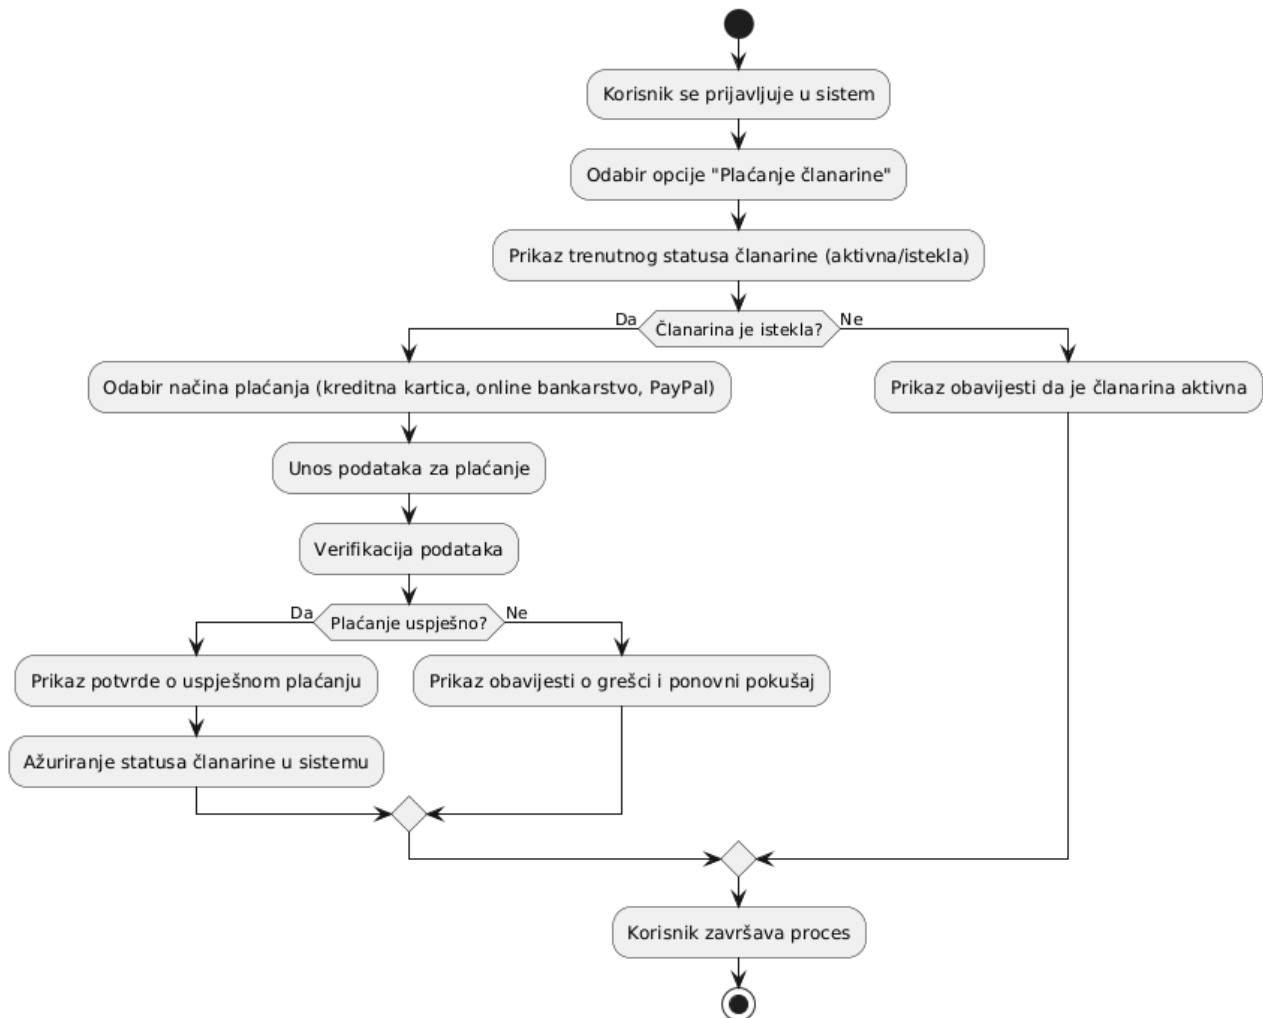 Korisnik se prijavljuje u sistem
Odabir opcije "Plaćanje članarine"
Prikaz trenutnog statusa članarine (aktivna/istekla)
Da
Članarina je istekla?
Ne
Odabir načina plaćanja (kreditna kartica, online bankarstvo, PayPal)
Prikaz obavijesti da je članarina aktivna
Unos podataka za plaćanje
Verifikacija podataka
Da
Plaćanje uspješno?
Ne
Prikaz potvrde o uspješnom plaćanju
Prikaz obavijesti o grešci i ponovni pokušaj
Ažuriranje statusa članarine u sistemu
Korisnik završava proces